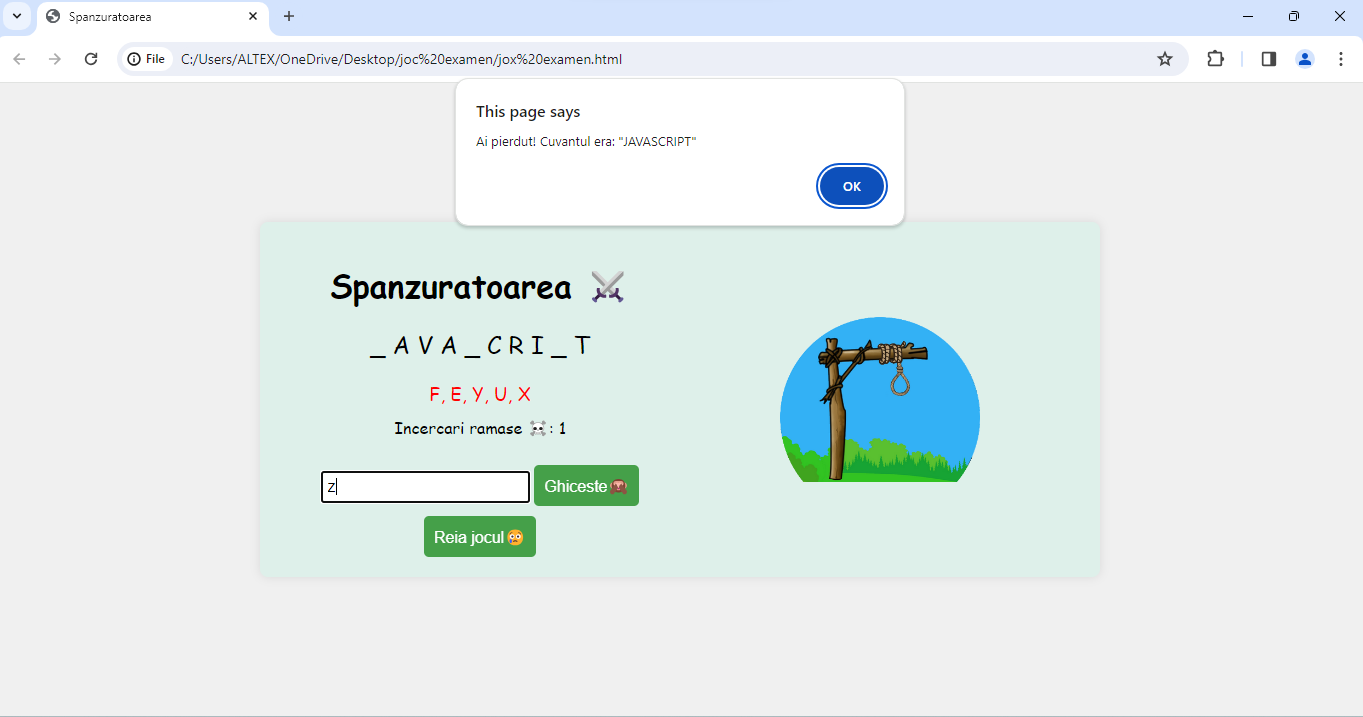 Spanzuratoarea
File C:/Users/ALTEX/OneDrive/Desktop/joc%20examen/jox%20examen.html
This page says
Ai pierdut! Cuvantul era: "JAVASCRIPT"
OK
Spanzuratoarea ⚔️
_ A V A _ C R I _ T
F, E, Y, U, X
Incercari ramase ☠️: 1
z
Ghiceste🙈
Reia jocul😢